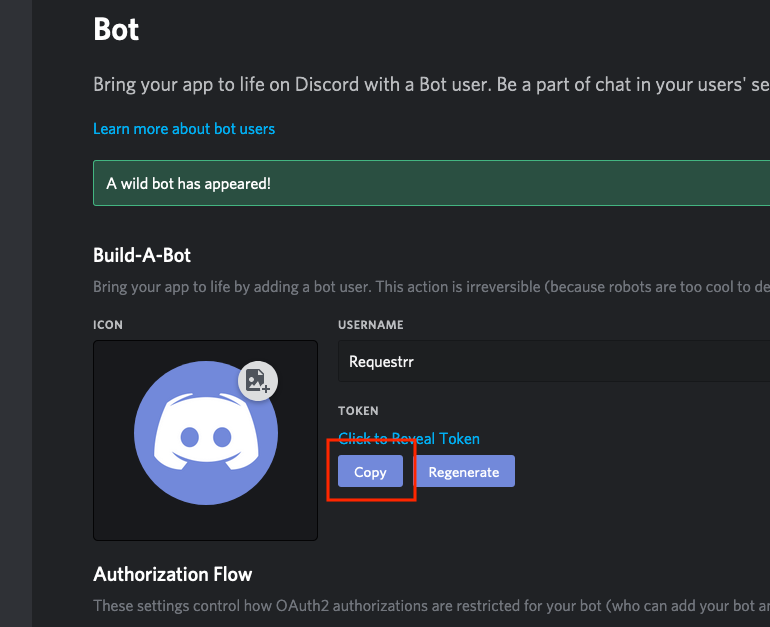 Bot
Bring your app to life on Discord with a Bot user. Be a part of chat in your users' se
Learn more about bot users
A wild bot has appeared!
Build-A-Bot
Bring your app to life by adding a bot user. This action is irreversible (because robots are too cool to de
ICON
USERNAME
Requestrr
TOKEN
Click to Reveal Token
Copy
Regenerate
Authorization Flow
These settings control how OAuth2 authorizations are restricted for your bot (who can add your bot an